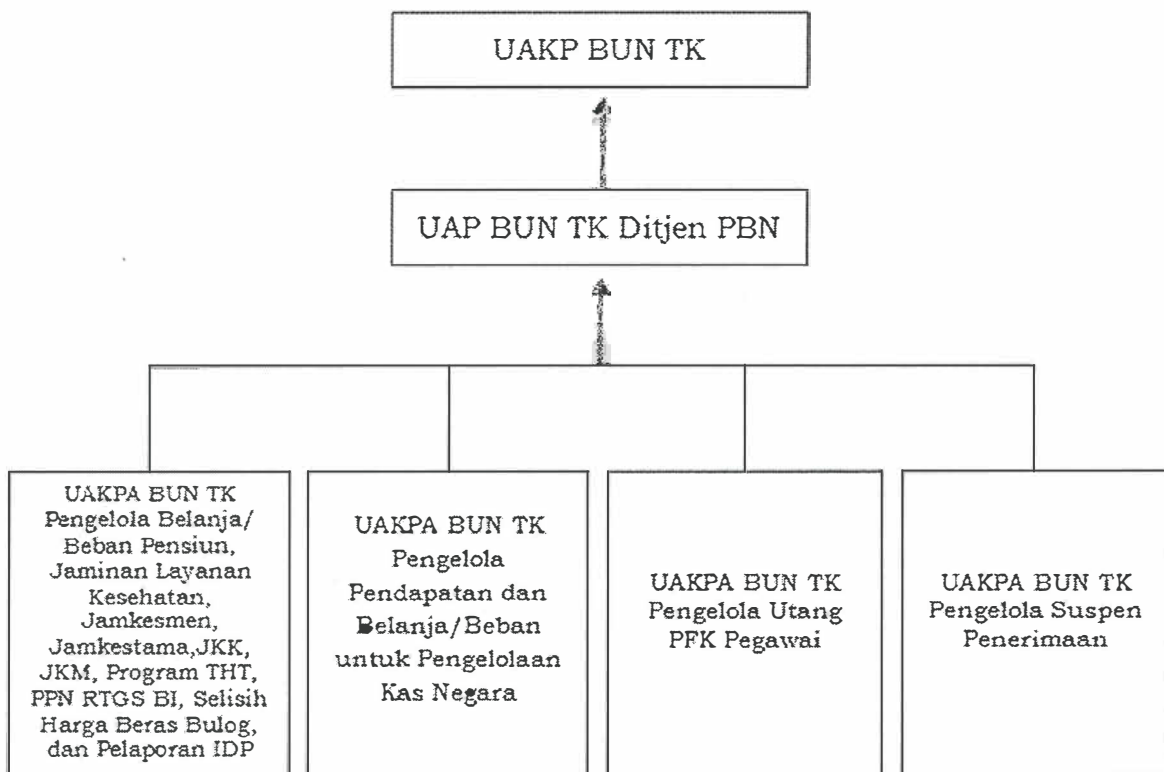 UAKP BUN TK
UAP BUN TK Ditjen PBN
UAKPA BUN TK
Pengelola Belanja/
Beban Pensiun,
Jaminan Layanan
Kesehatan,
Jamkesmen,
Jamkestama,JKK,
JKM, Program THT,
PPN RTGS BI, Selisih
Harga Beras Bulog,
dan Pelaporan IDP
UAKPA BUN TK
Pengelola
Pendapatan dan
Belanja/Beban
untuk Pengelolaan
Kas Negara
UAKPA BUN TK
Pengelola Utang
PFK Pegawai
UAKPA BUN TK
Pengelola Suspen
Penerimaan